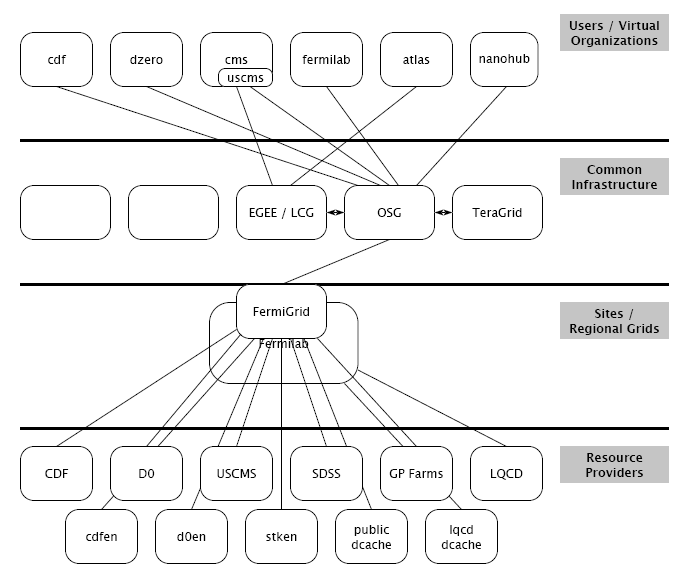 Users / Virtual
Organizations
cdf
dzero
cms
uscms
fermilab
atlas
nanohub
Common
Infrastructure
EGEE / LCG
OSG
TeraGrid
Sites /
Regional Grids
FermiGrid
Fermilab
Resource
Providers
CDF
D0
USCMS
SDSS
GP Farms
LQCD
cdfen
d0en
stken
public
dcache
lqcd
dcache